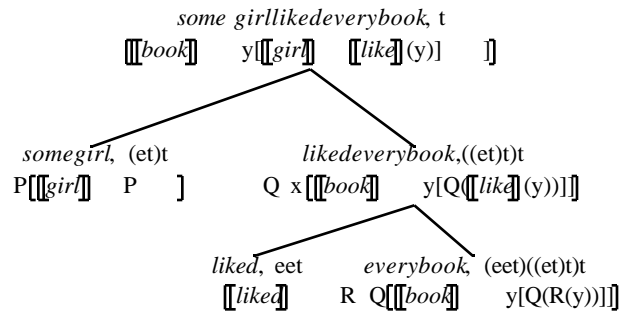 some girllikedeverybook, t
[[[book]] y[[[girl]] [[like]](y)] ]]
somegirl, (et)t likedeverybook,((et)t)t
P[[[girl]] P ] Q x[[[book]] y[Q([[like]](y))]]]
liked, eet everybook, (eet)((et)t)t
[[liked]] R Q[[[book]] y[Q(R(y))]]]